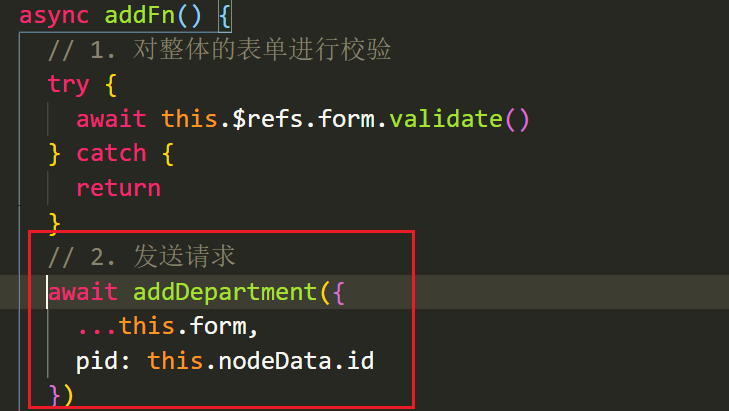 async addFn() {
// 1. 对整体的表单进行校验
try {
await this.$refs.form.validate()
} catch {
return
}
// 2. 发送请求
await addDepartment({
...this.form,
pid: this.nodeData.id
})